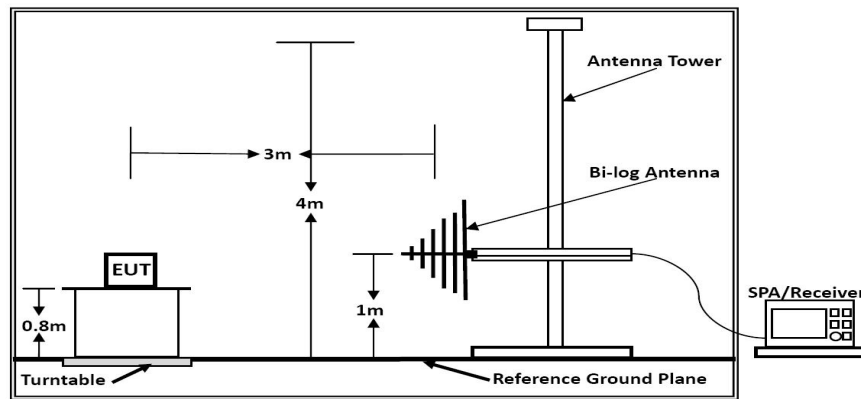 Antenna Tower
3m
Bi-log Antenna
4m
EUT
SPA/Receiver
1m
0.8m
Turntable
Reference Ground Plane